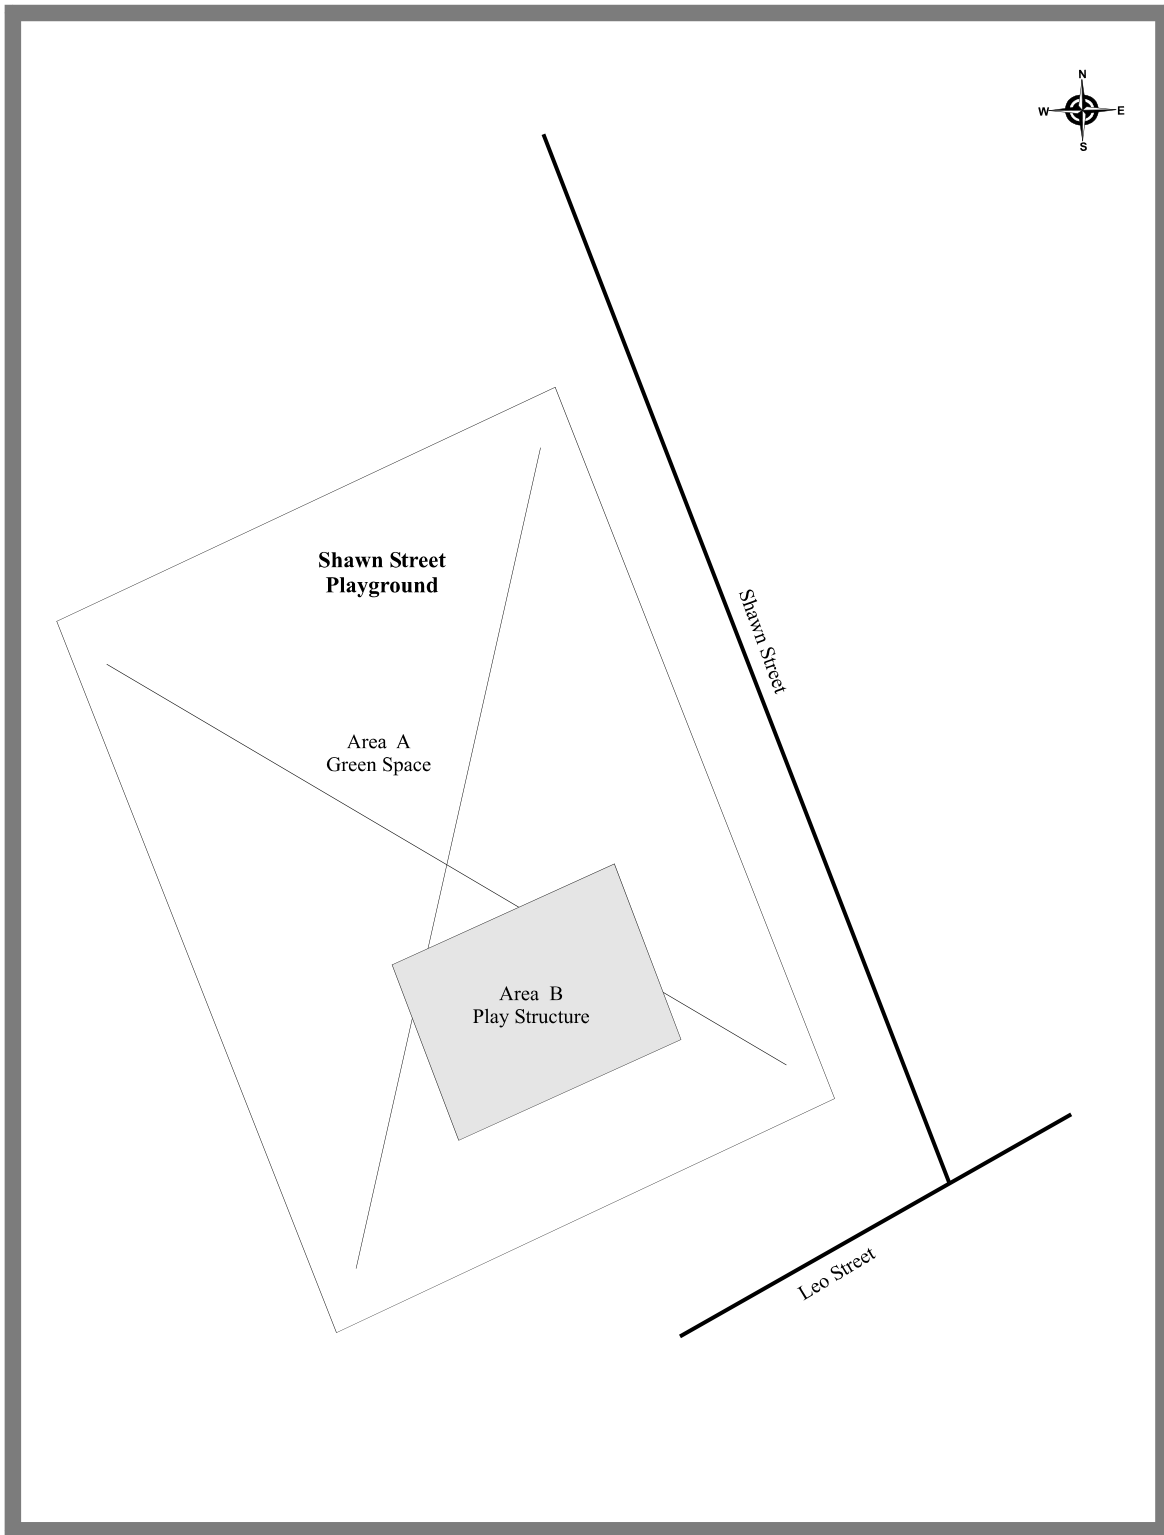 N
W E
S
Shawn Street
Playground
Shawn Street
Area A
Green Space
Area B
Play Structure
Leo Street